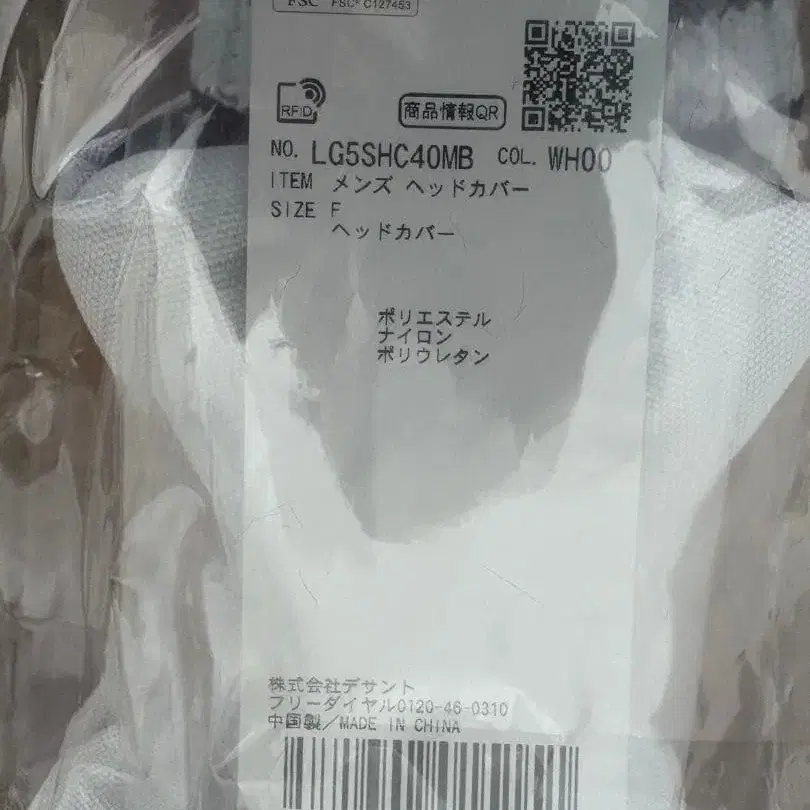 FSC FSC® C127453
RFID
商品情報QR
NO. LG5SHC40MB COL. WH00
ITEM メンズ ヘッドカバー
SIZE F
ヘッドカバー
ポリエステル
ナイロン
ポリウレタン
株式会社デサント
フリーダイヤル0120-46-0310
中国製/MADE IN CHINA